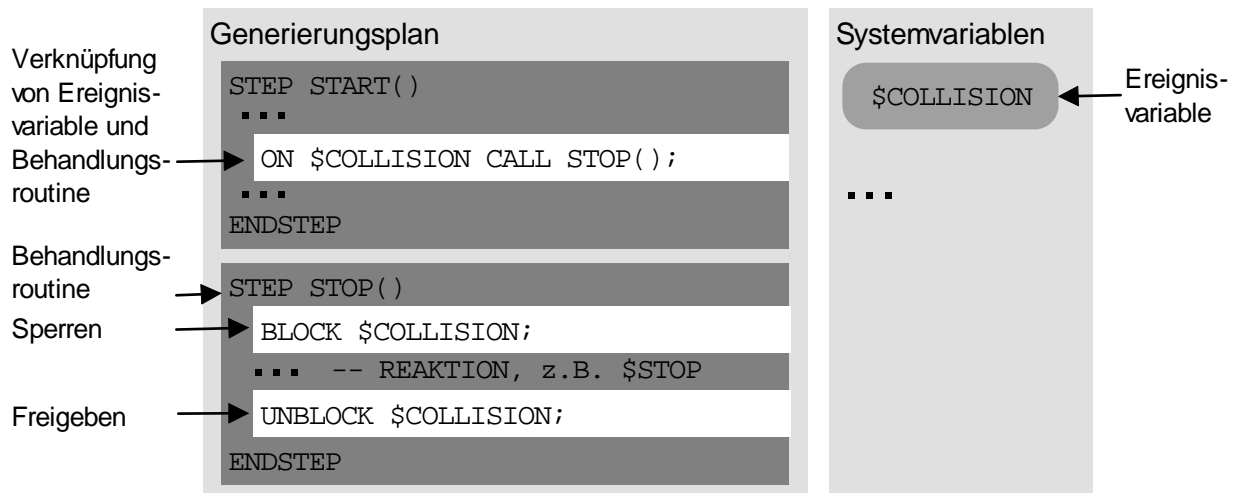 Generierungsplan
Systemvariablen
Verknüpfung
von Ereignis-
variable und
Behandlungs-
routine
STEP START()
...
ON $COLLISION CALL STOP();
...
ENDSTEP
$COLLISION
Ereignis-
variable
...
Behandlungs-
routine
Sperren
Freigeben
STEP STOP()
BLOCK $COLLISION;
... -- REAKTION, z.B. $STOP
UNBLOCK $COLLISION;
ENDSTEP